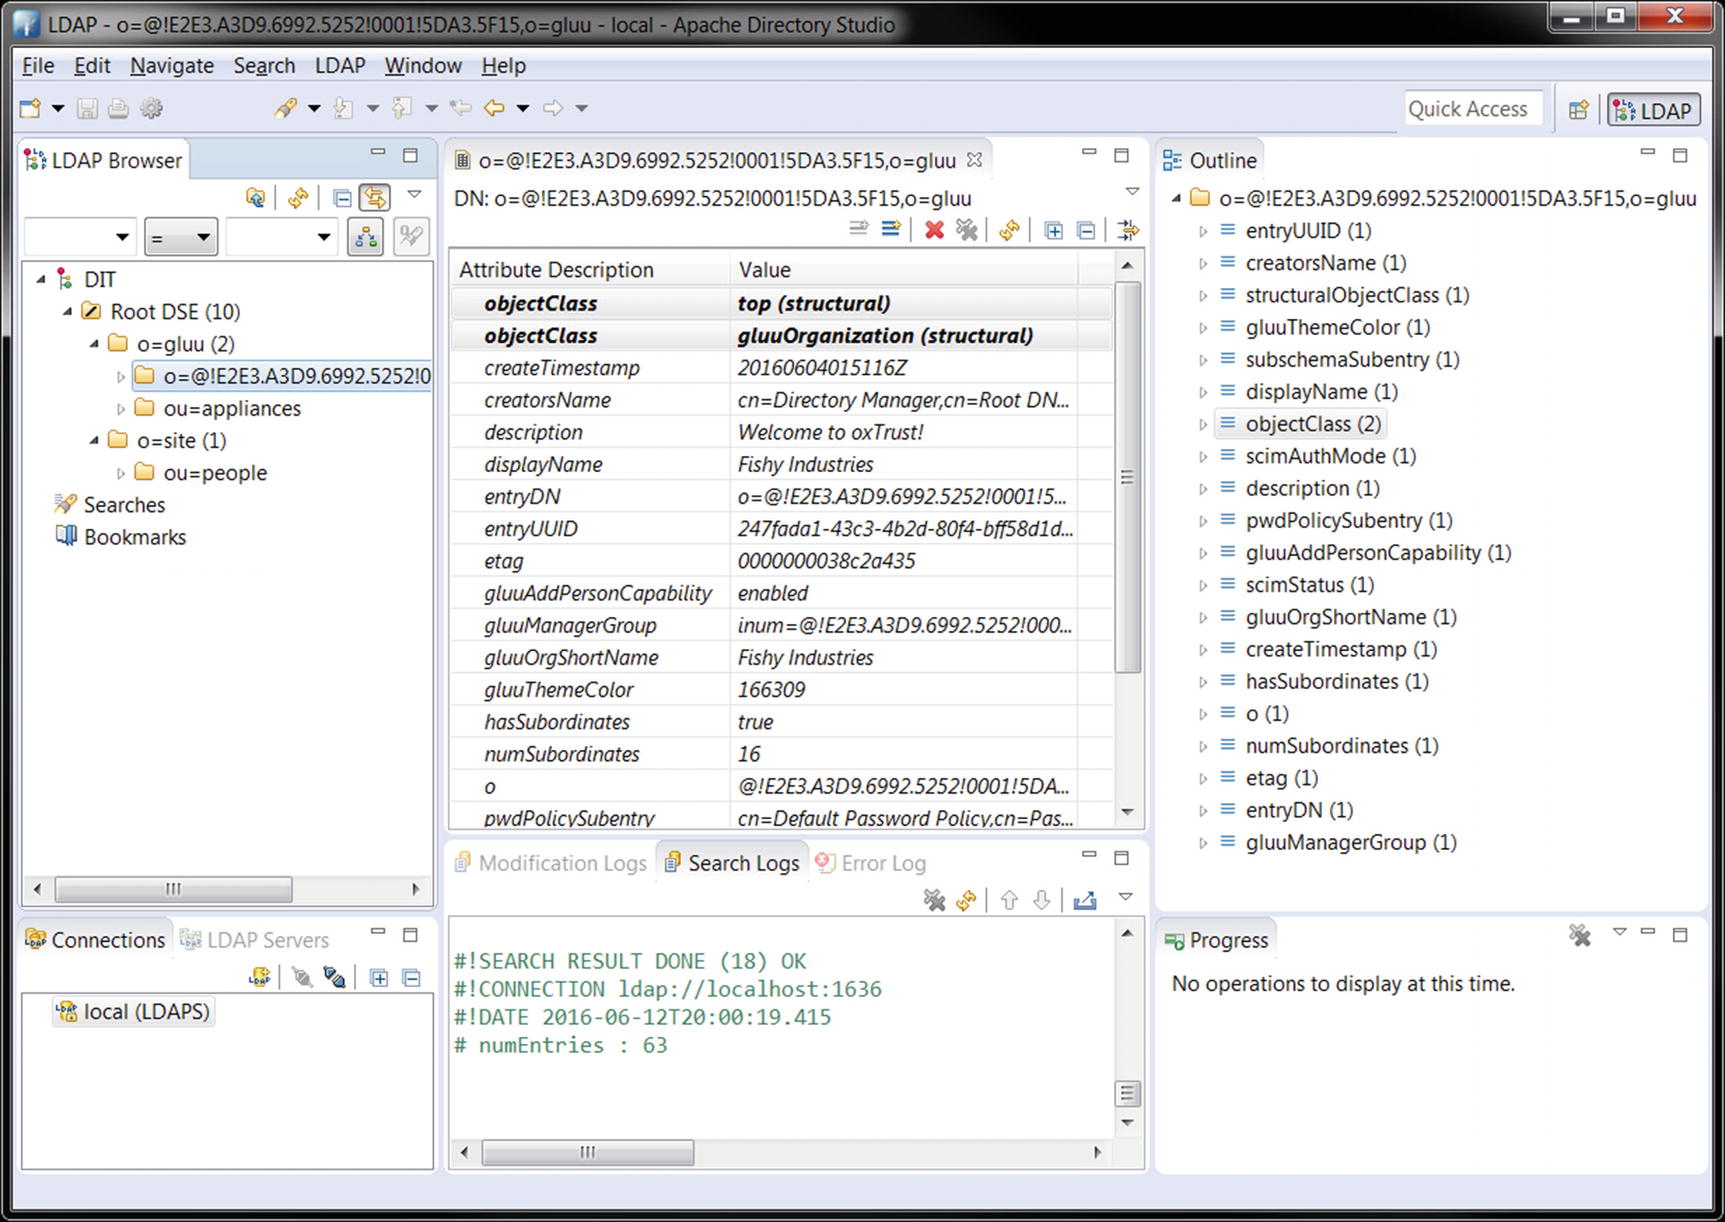 LDAP - o=@!E2E3.A3D9.6992.5252!0001!5DA3.5F15,o=gluu - local - Apache Directory Studio
File Edit Navigate Search LDAP Window Help
Quick Access
LDAP
LDAP Browser
=
DIT
Root DSE (10)
o=gluu (2)
o=@!E2E3.A3D9.6992.5252!0
ou=appliances
o=site (1)
ou=people
Searches
Bookmarks
Connections
LDAP Servers
local (LDAPS)
o=@!E2E3.A3D9.6992.5252!0001!5DA3.5F15,o=gluu
DN: o=@!E2E3.A3D9.6992.5252!0001!5DA3.5F15,o=gluu
Attribute Description Value
objectClass top (structural)
objectClass gluuOrganization (structural)
createTimestamp 20160604015116Z
creatorsName cn=Directory Manager,cn=Root DN...
description Welcome to oxTrust!
displayName Fishy Industries
entryDN o=@!E2E3.A3D9.6992.5252!0001!5...
entryUUID 247fada1-43c3-4b2d-80f4-bff58d1d...
etag 0000000038c2a435
gluuAddPersonCapability enabled
gluuManagerGroup inum=@!E2E3.A3D9.6992.5252!000...
gluuOrgShortName Fishy Industries
gluuThemeColor 166309
hasSubordinates true
numSubordinates 16
o @!E2E3.A3D9.6992.5252!0001!5DA...
pwdPolicySubentry cn=Default Password Policy,cn=Pas...
Modification Logs Search Logs Error Log
#!SEARCH RESULT DONE (18) OK
#!CONNECTION ldap://localhost:1636
#!DATE 2016-06-12T20:00:19.415
# numEntries : 63
Outline
o=@!E2E3.A3D9.6992.5252!0001!5DA3.5F15,o=gluu
entryUUID (1)
creatorsName (1)
structuralObjectClass (1)
gluuThemeColor (1)
subschemaSubentry (1)
displayName (1)
objectClass (2)
scimAuthMode (1)
description (1)
pwdPolicySubentry (1)
gluuAddPersonCapability (1)
scimStatus (1)
gluuOrgShortName (1)
createTimestamp (1)
hasSubordinates (1)
o (1)
numSubordinates (1)
etag (1)
entryDN (1)
gluuManagerGroup (1)
Progress
No operations to display at this time.